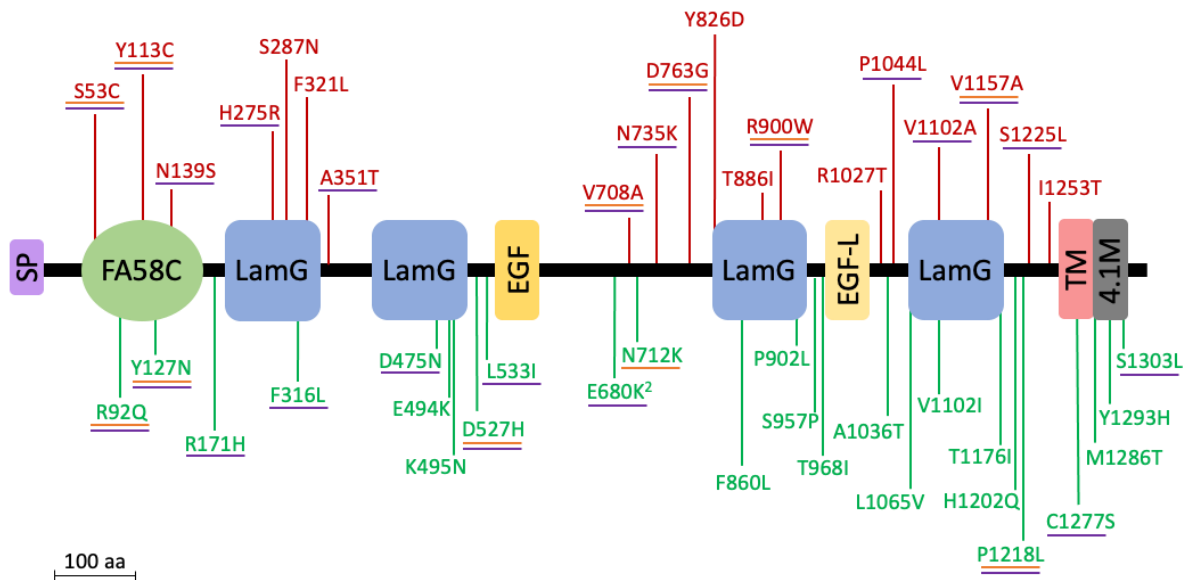 Y826D
Y113C
S287N
D763G
P1044L
F321L
V1157A
S53C
H275R
N735K
R900W
V1102A
S1225L
N139S
A351T
V708A
T886I
R1027T
I1253T
SP
FA58C
LamG
LamG
EGF
LamG
EGF-L
LamG
TM
4.1M
Y127N
F316L
D475N
L533I
N712K
P902L
S1303L
R92Q
R171H
E494K
D527H
E680K²
S957P
A1036T
V1102I
Y1293H
K495N
T968I
T1176I
M1286T
F860L
L1065V
H1202Q
C1277S
P1218L
100 aa